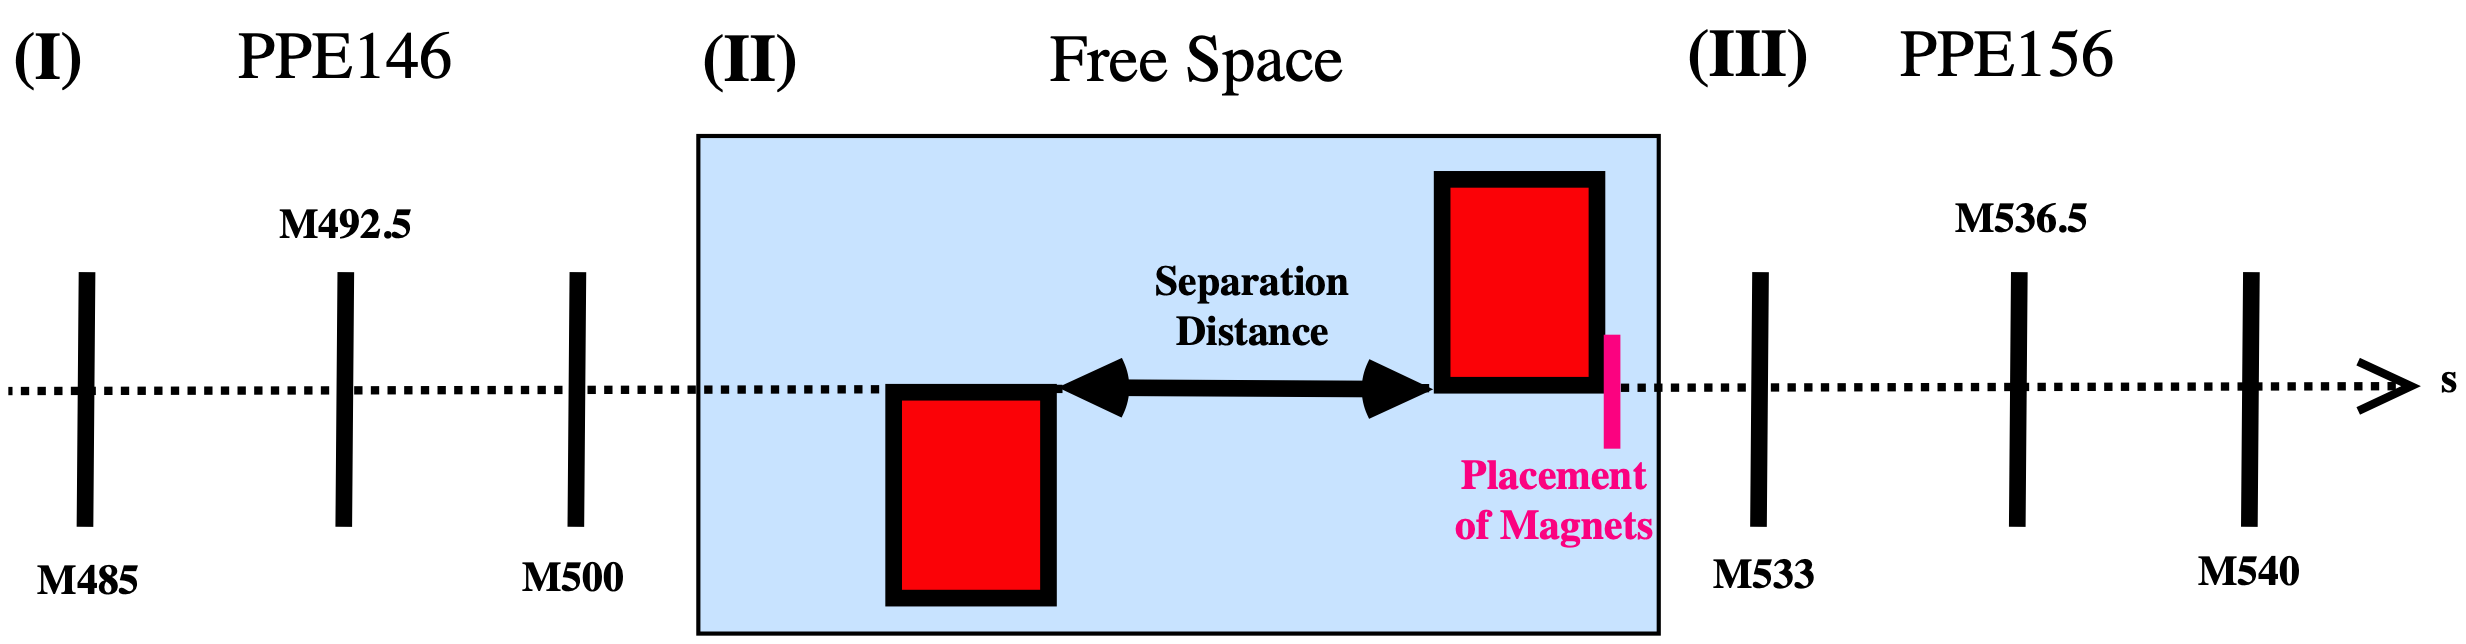 (I) PPE146 (II) Free Space (III) PPE156
M492.5
M536.5
Separation
Distance
s
Placement
of Magnets
M485
M500
M533
M540